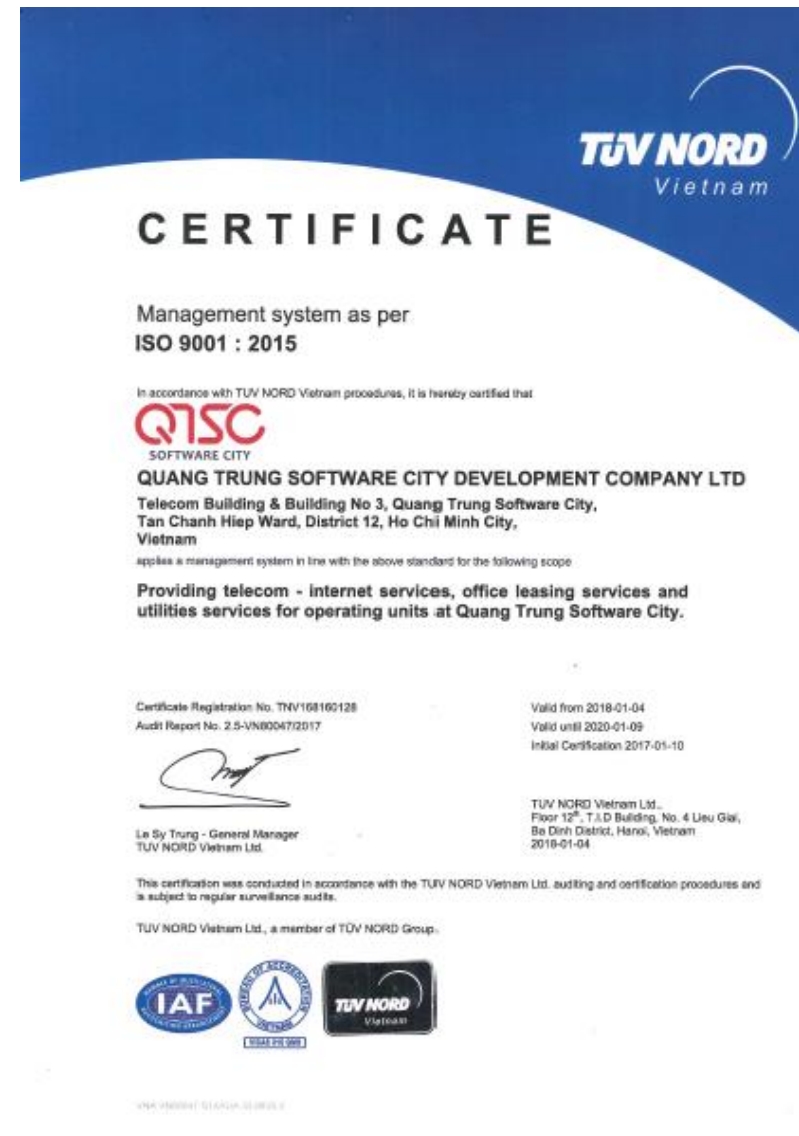 TÜV NORD
Vietnam
CERTIFICATE
Management system as per
ISO 9001 : 2015
In accordance with TUV NORD Vietnam procedures, it is hereby certified that
QTSC
SOFTWARE CITY
QUANG TRUNG SOFTWARE CITY DEVELOPMENT COMPANY LTD
Telecom Building & Building No 3, Quang Trung Software City,
Tan Chanh Hiep Ward, District 12, Ho Chi Minh City,
Vietnam
applies a management system in line with the above standard for the following scope
Providing telecom - internet services, office leasing services and
utilities services for operating units at Quang Trung Software City.
Certificate Registration No. TNV168160128
Audit Report No. 2.5-VN80047/2017
Valid from 2018-01-04
Valid until 2020-01-09
Initial Certification 2017-01-10
Le Sy Trung - General Manager
TUV NORD Vietnam Ltd.
TUV NORD Vietnam Ltd.,
Floor 12th, T.I.D Building, No. 4 Lieu Giai,
Ba Dinh District, Hanoi, Vietnam
2018-01-04
This certification was conducted in accordance with the TUIV NORD Vietnam Ltd. auditing and certification procedures and
is subject to regular surveillance audits.
TUV NORD Vietnam Ltd., a member of TÜV NORD Group.
IAF
BUREAU OF ACCREDITATION
VIETNAM
TÜV NORD
Vietnam